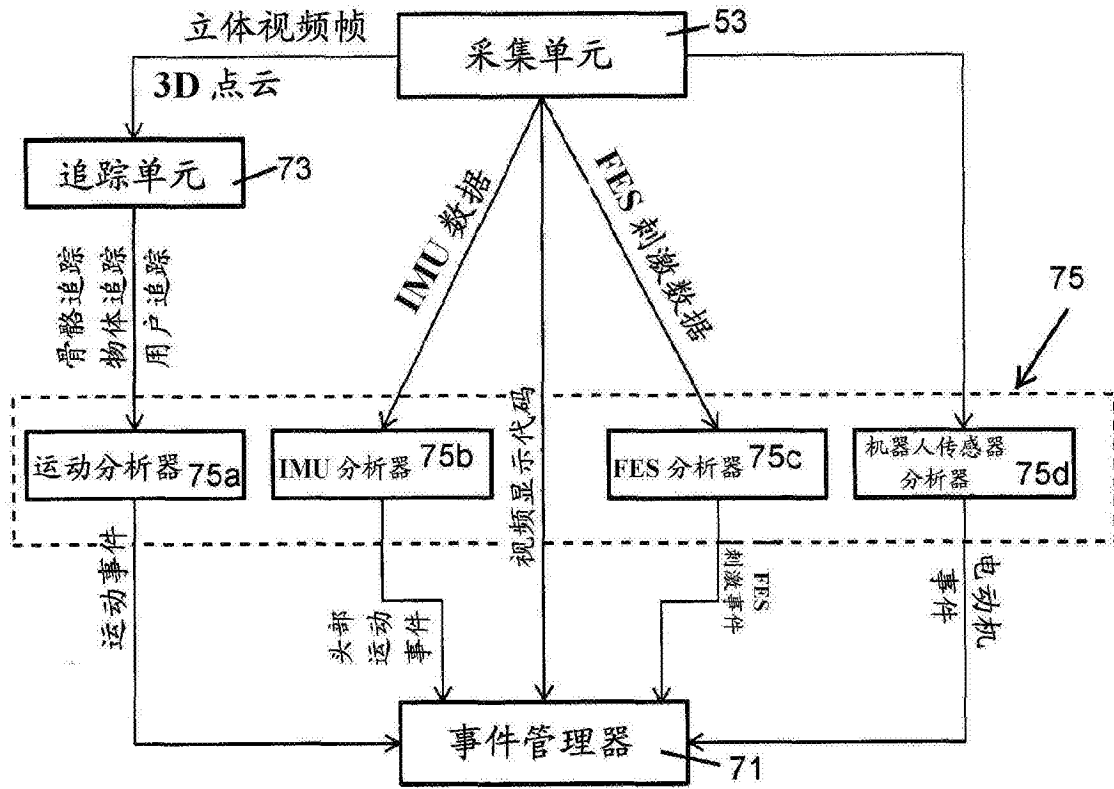 立体视频帧
3D 点云
采集单元
53
追踪单元
73
骨骼追踪
物体追踪
用户追踪
IMU 数据
FES 刺激数据
75
视频显示代码
运动分析器
75a
IMU 分析器
75b
FES 分析器
75c
机器人传感器
分析器
75d
运动事件
头部
运动
事件
FES
刺激事件
电动机
事件
事件管理器
71